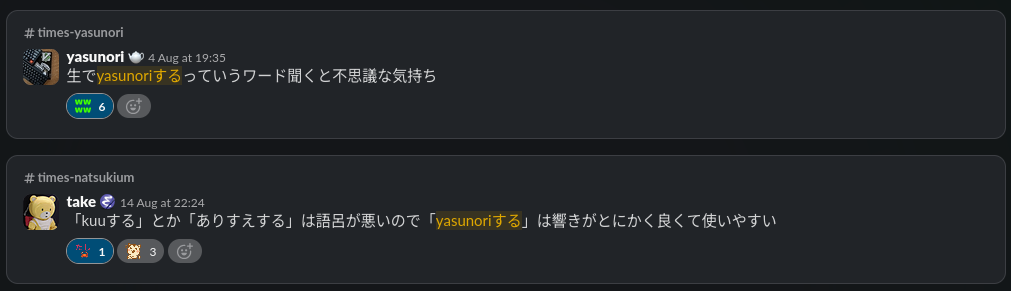 # times-yasunori
yasunori 4 Aug at 19:35
生でyasunoriするっていうワード聞くと不思議な気持ち
ww ww 6
# times-natsukium
take 14 Aug at 22:24
「kuuする」とか「ありすえする」は語呂が悪いので「yasunoriする」は響きがとにかく良くて使いやすい
1 3